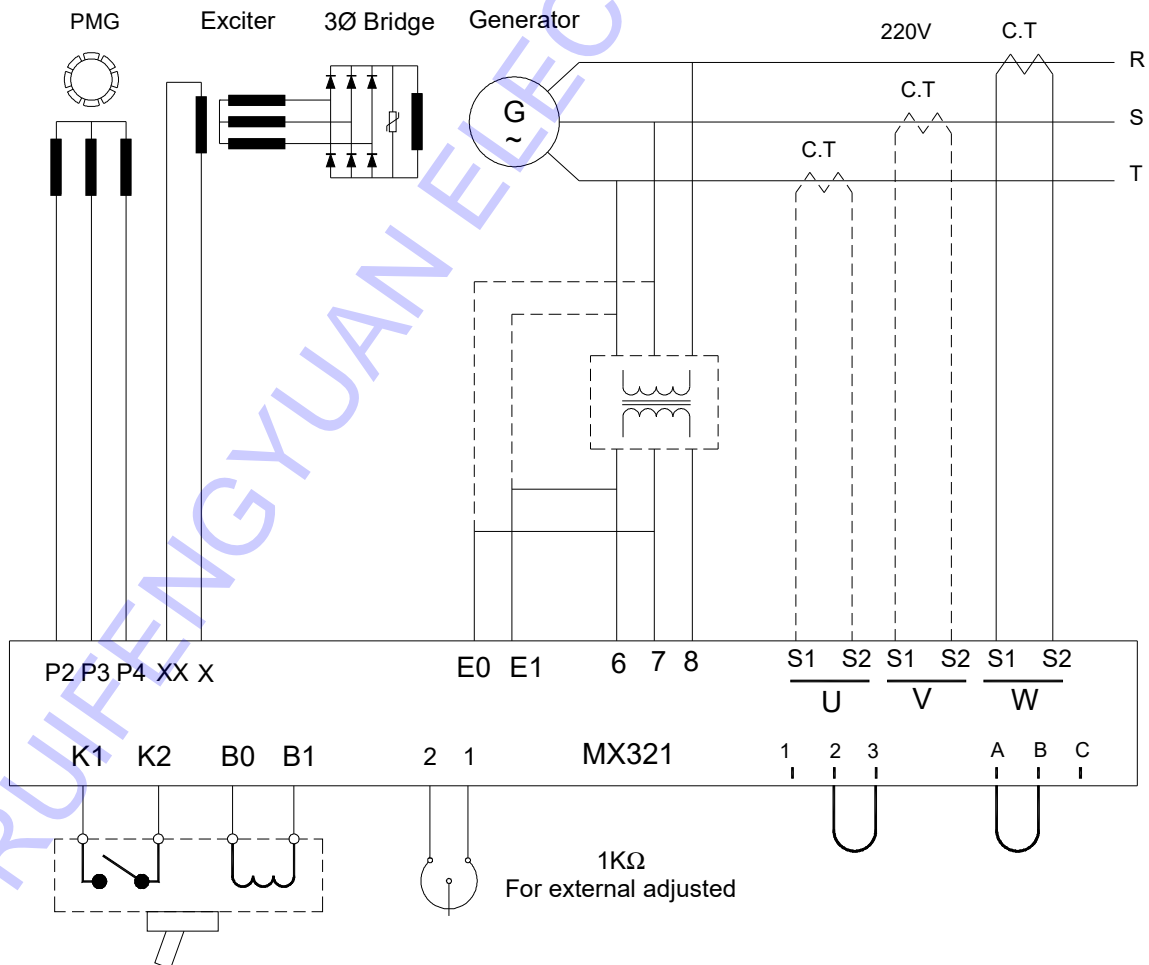 PMG Exciter 3Ø Bridge Generator
220V C.T
R
C.T
S
C.T
T
G
~
P2 P3 P4 XX X E0 E1 6 7 8 S1 S2 S1 S2 S1 S2
U V W
K1 K2 B0 B1 2 1 MX321 1 2 3 A B C
1KΩ
For external adjusted
RUIFENGYUAN ELEC